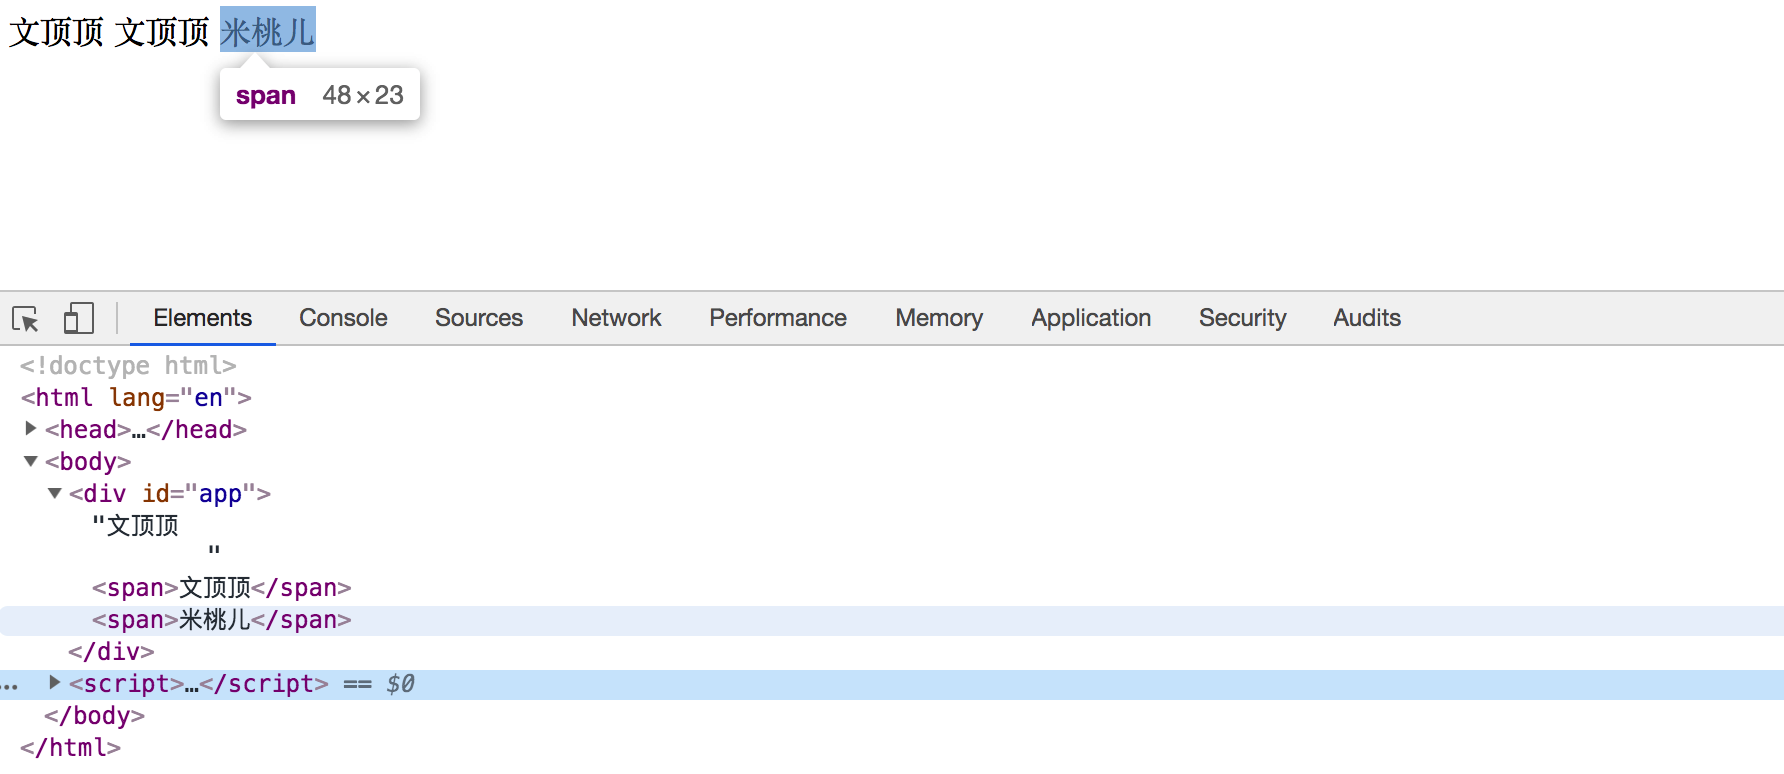 文顶顶 文顶顶 米桃儿
span 48 × 23
Elements Console Sources Network Performance Memory Application Security Audits
<!doctype html>
<html lang="en">
<head>…</head>
<body>
<div id="app">
"文顶顶
"
<span>文顶顶</span>
<span>米桃儿</span>
</div>
… <script>…</script> == $0
</body>
</html>